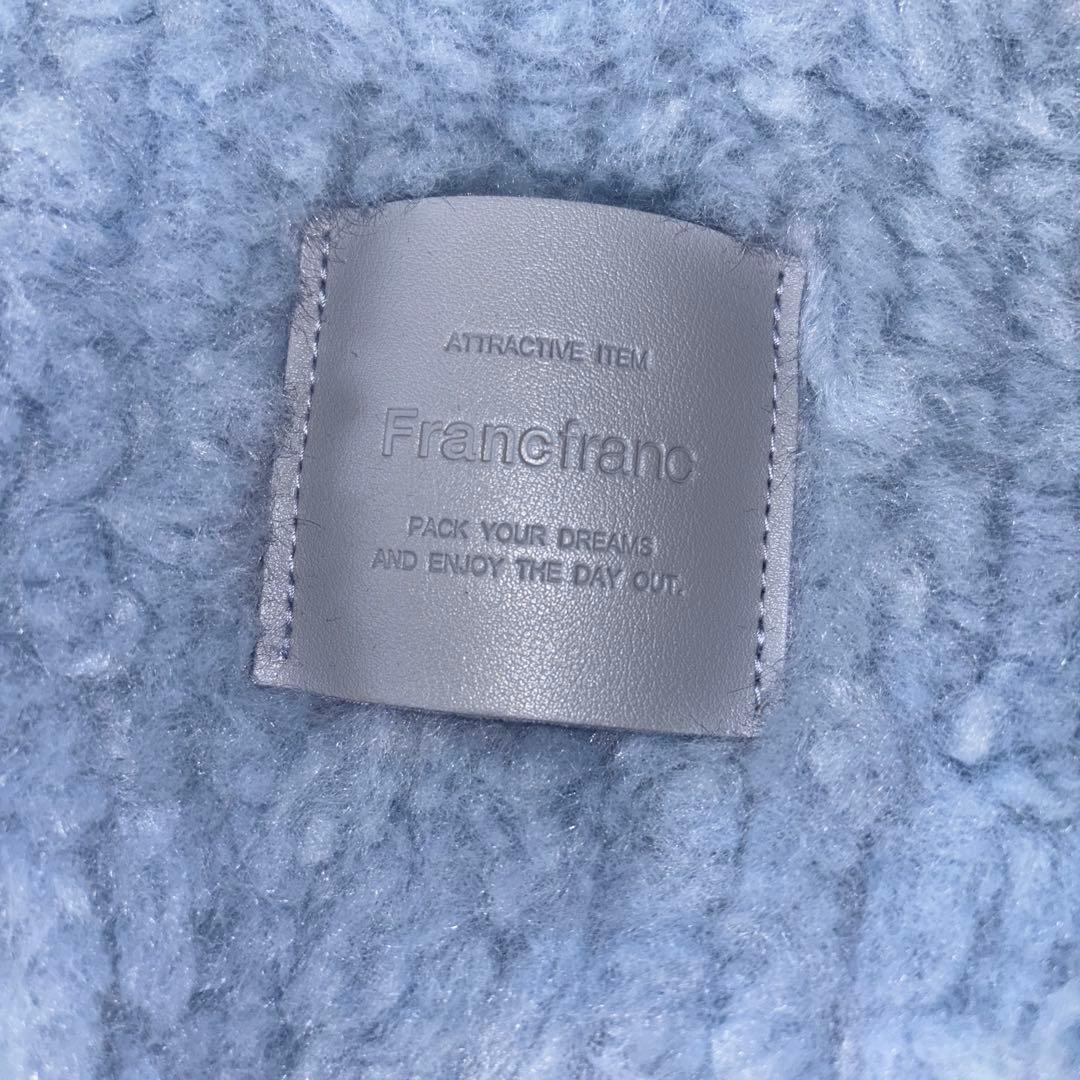 ATTRACTIVE ITEM
Francfranc
PACK YOUR DREAMS
AND ENJOY THE DAY OUT.